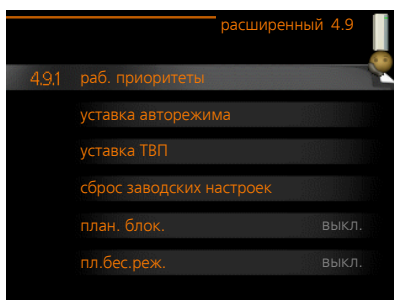 расширенный 4.9
4.9.1 раб. приоритеты
уставка авторежима
уставка ТВП
сброс заводских настроек
план. блок. выкл.
пл.бес.реж. выкл.